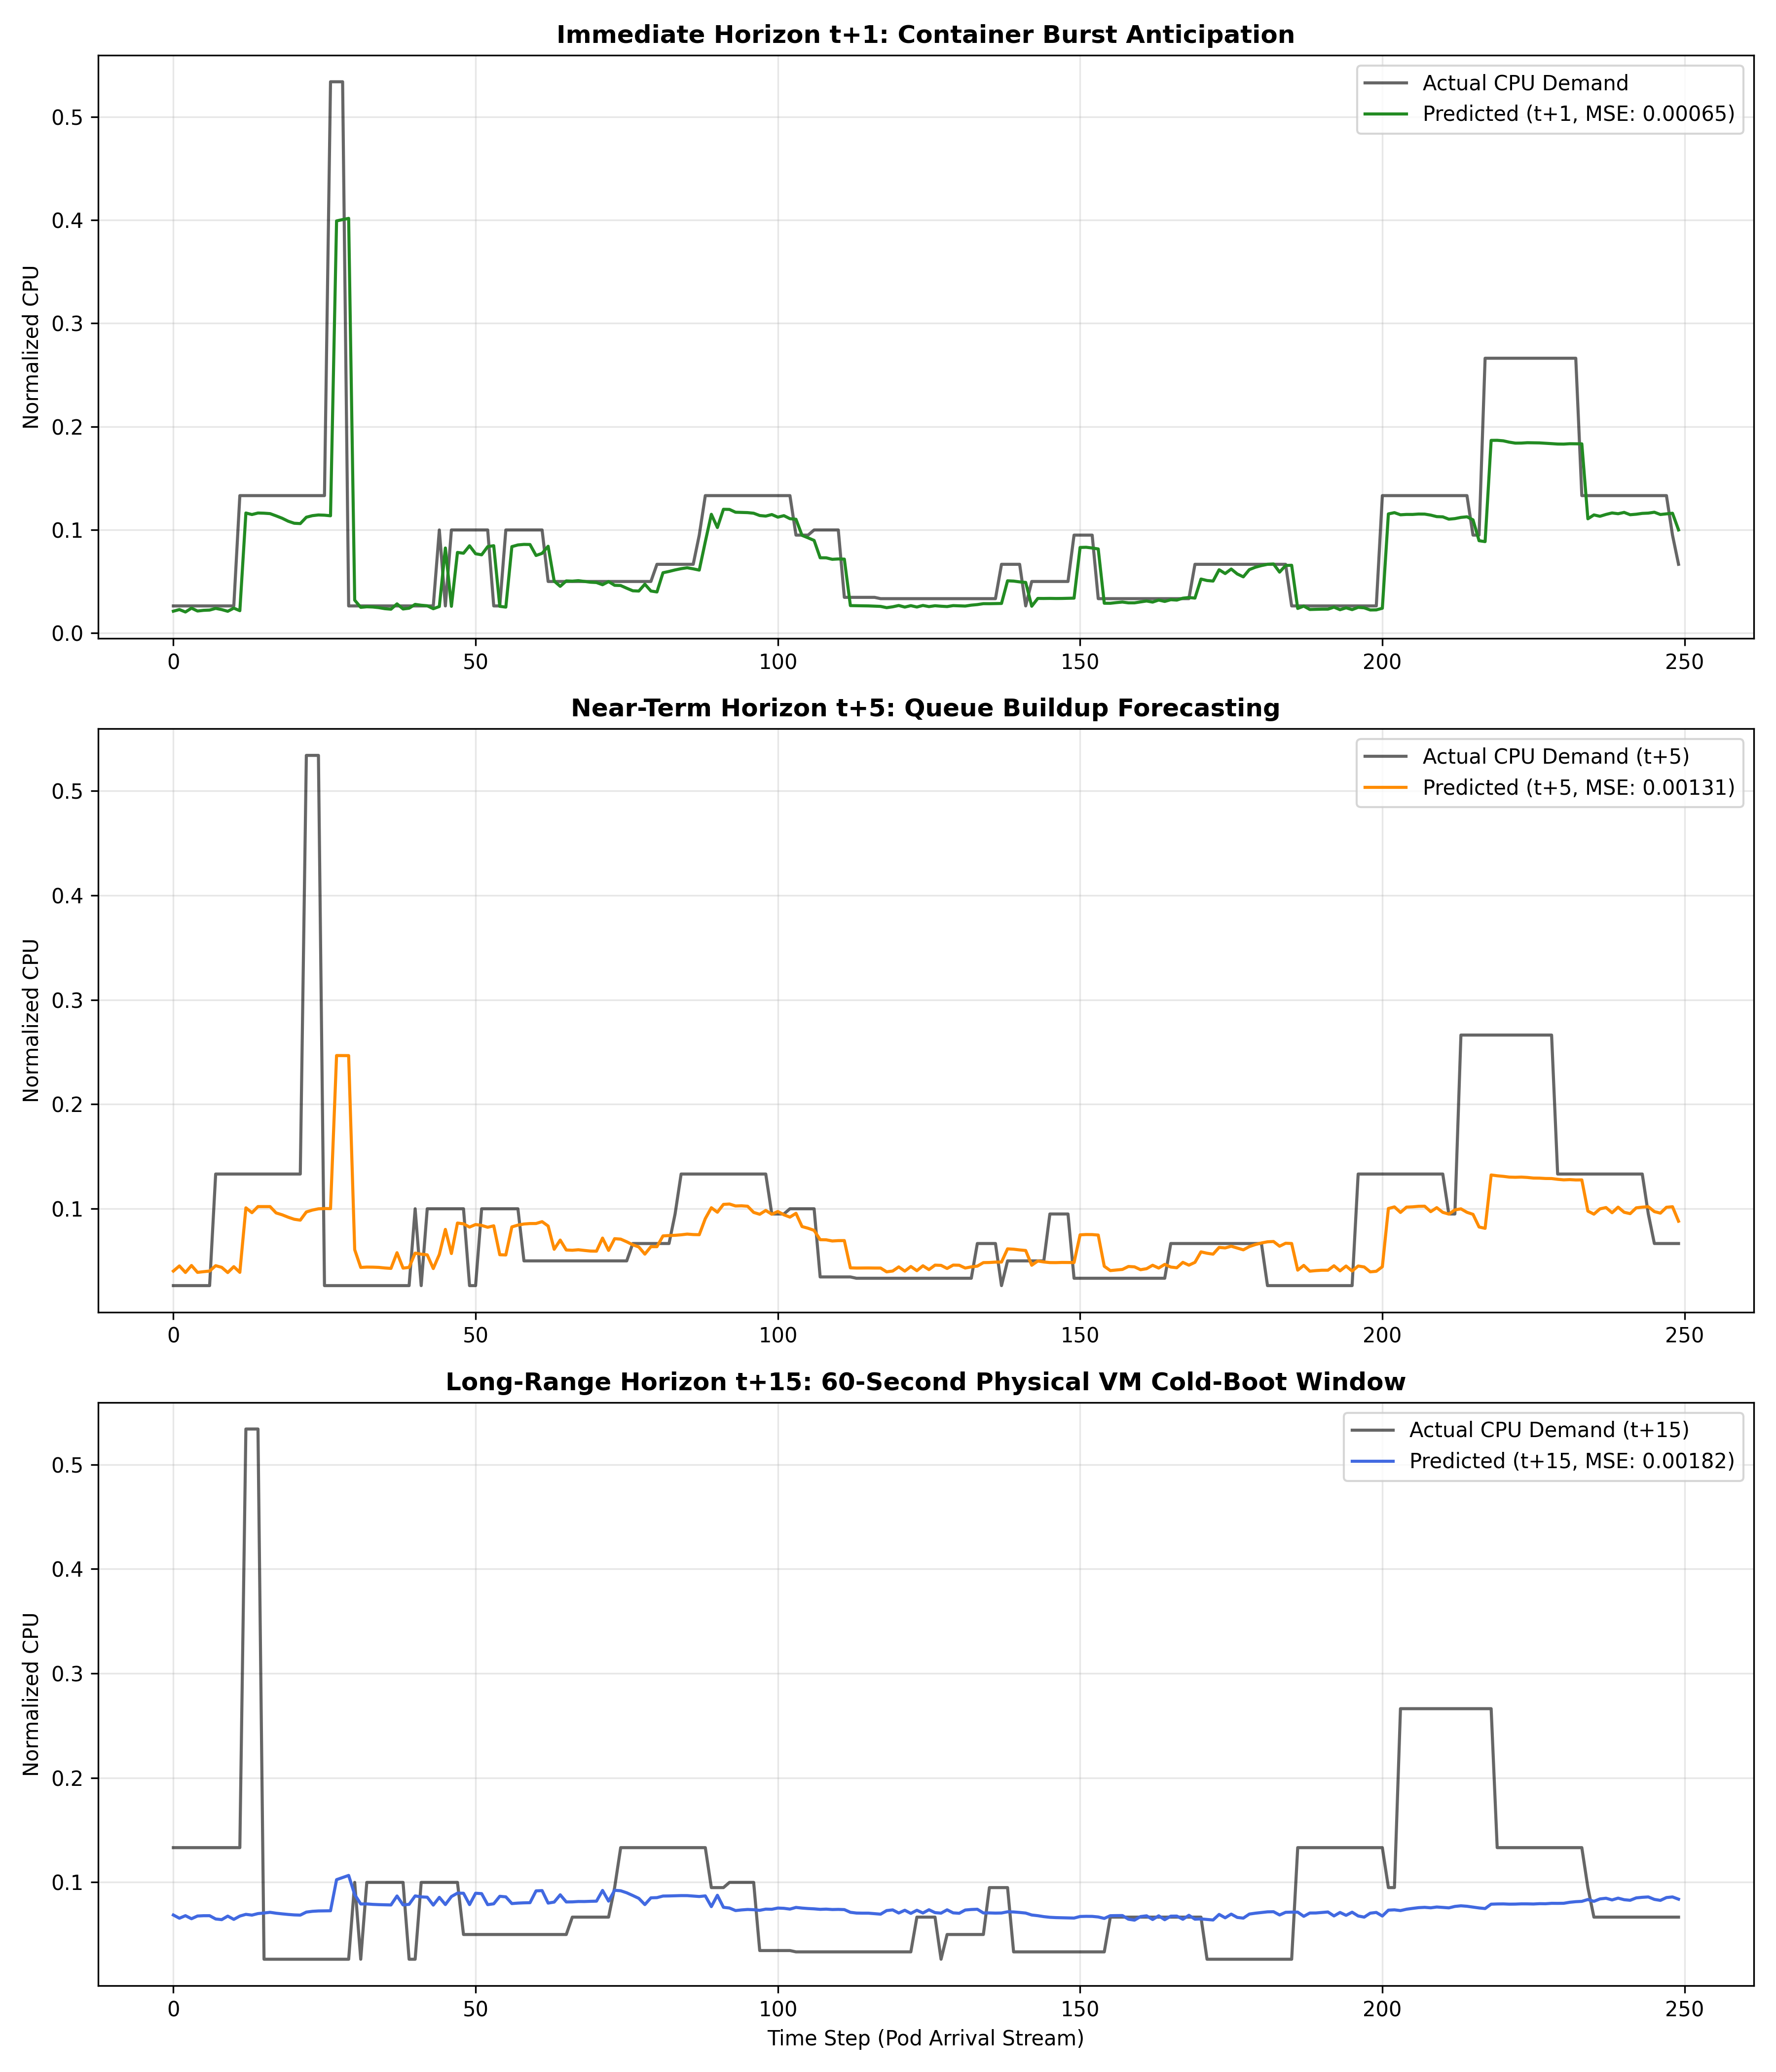 Immediate Horizon t+1: Container Burst Anticipation
Actual CPU Demand
Predicted (t+1, MSE: 0.00065)
Normalized CPU
0.5
0.4
0.3
0.2
0.1
0.0
0 50 100 150 200 250
Near-Term Horizon t+5: Queue Buildup Forecasting
Actual CPU Demand (t+5)
Predicted (t+5, MSE: 0.00131)
Normalized CPU
0.5
0.4
0.3
0.2
0.1
0 50 100 150 200 250
Long-Range Horizon t+15: 60-Second Physical VM Cold-Boot Window
Actual CPU Demand (t+15)
Predicted (t+15, MSE: 0.00182)
Normalized CPU
0.5
0.4
0.3
0.2
0.1
0 50 100 150 200 250
Time Step (Pod Arrival Stream)